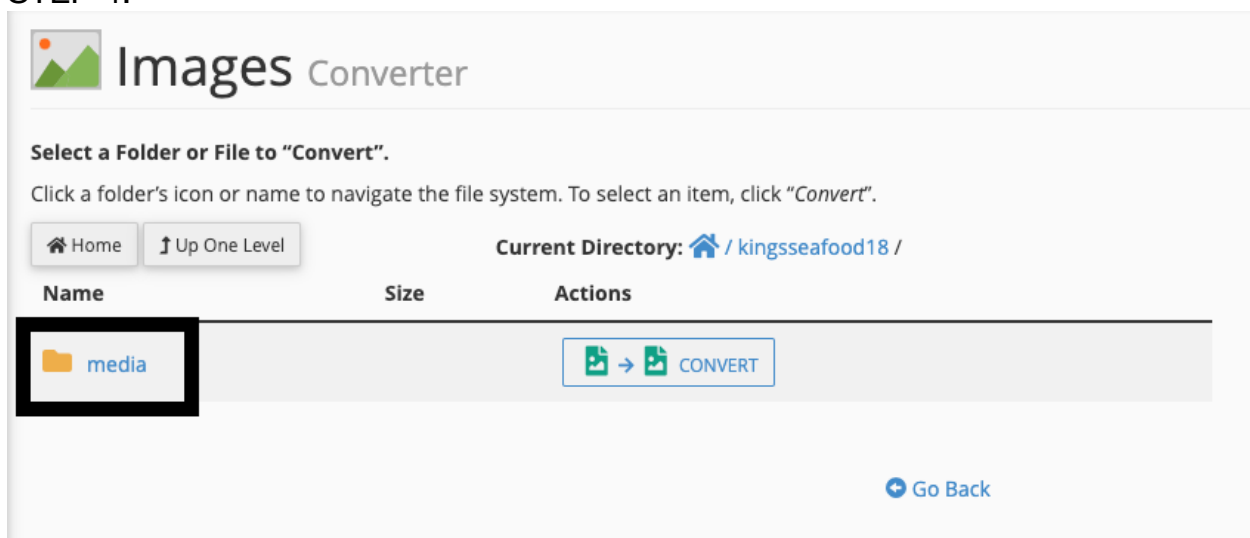 Images Converter
Select a Folder or File to “Convert”.
Click a folder’s icon or name to navigate the file system. To select an item, click “Convert”.
Home Up One Level Current Directory: / kingsseafood18 /
Name Size Actions
media → CONVERT
Go Back